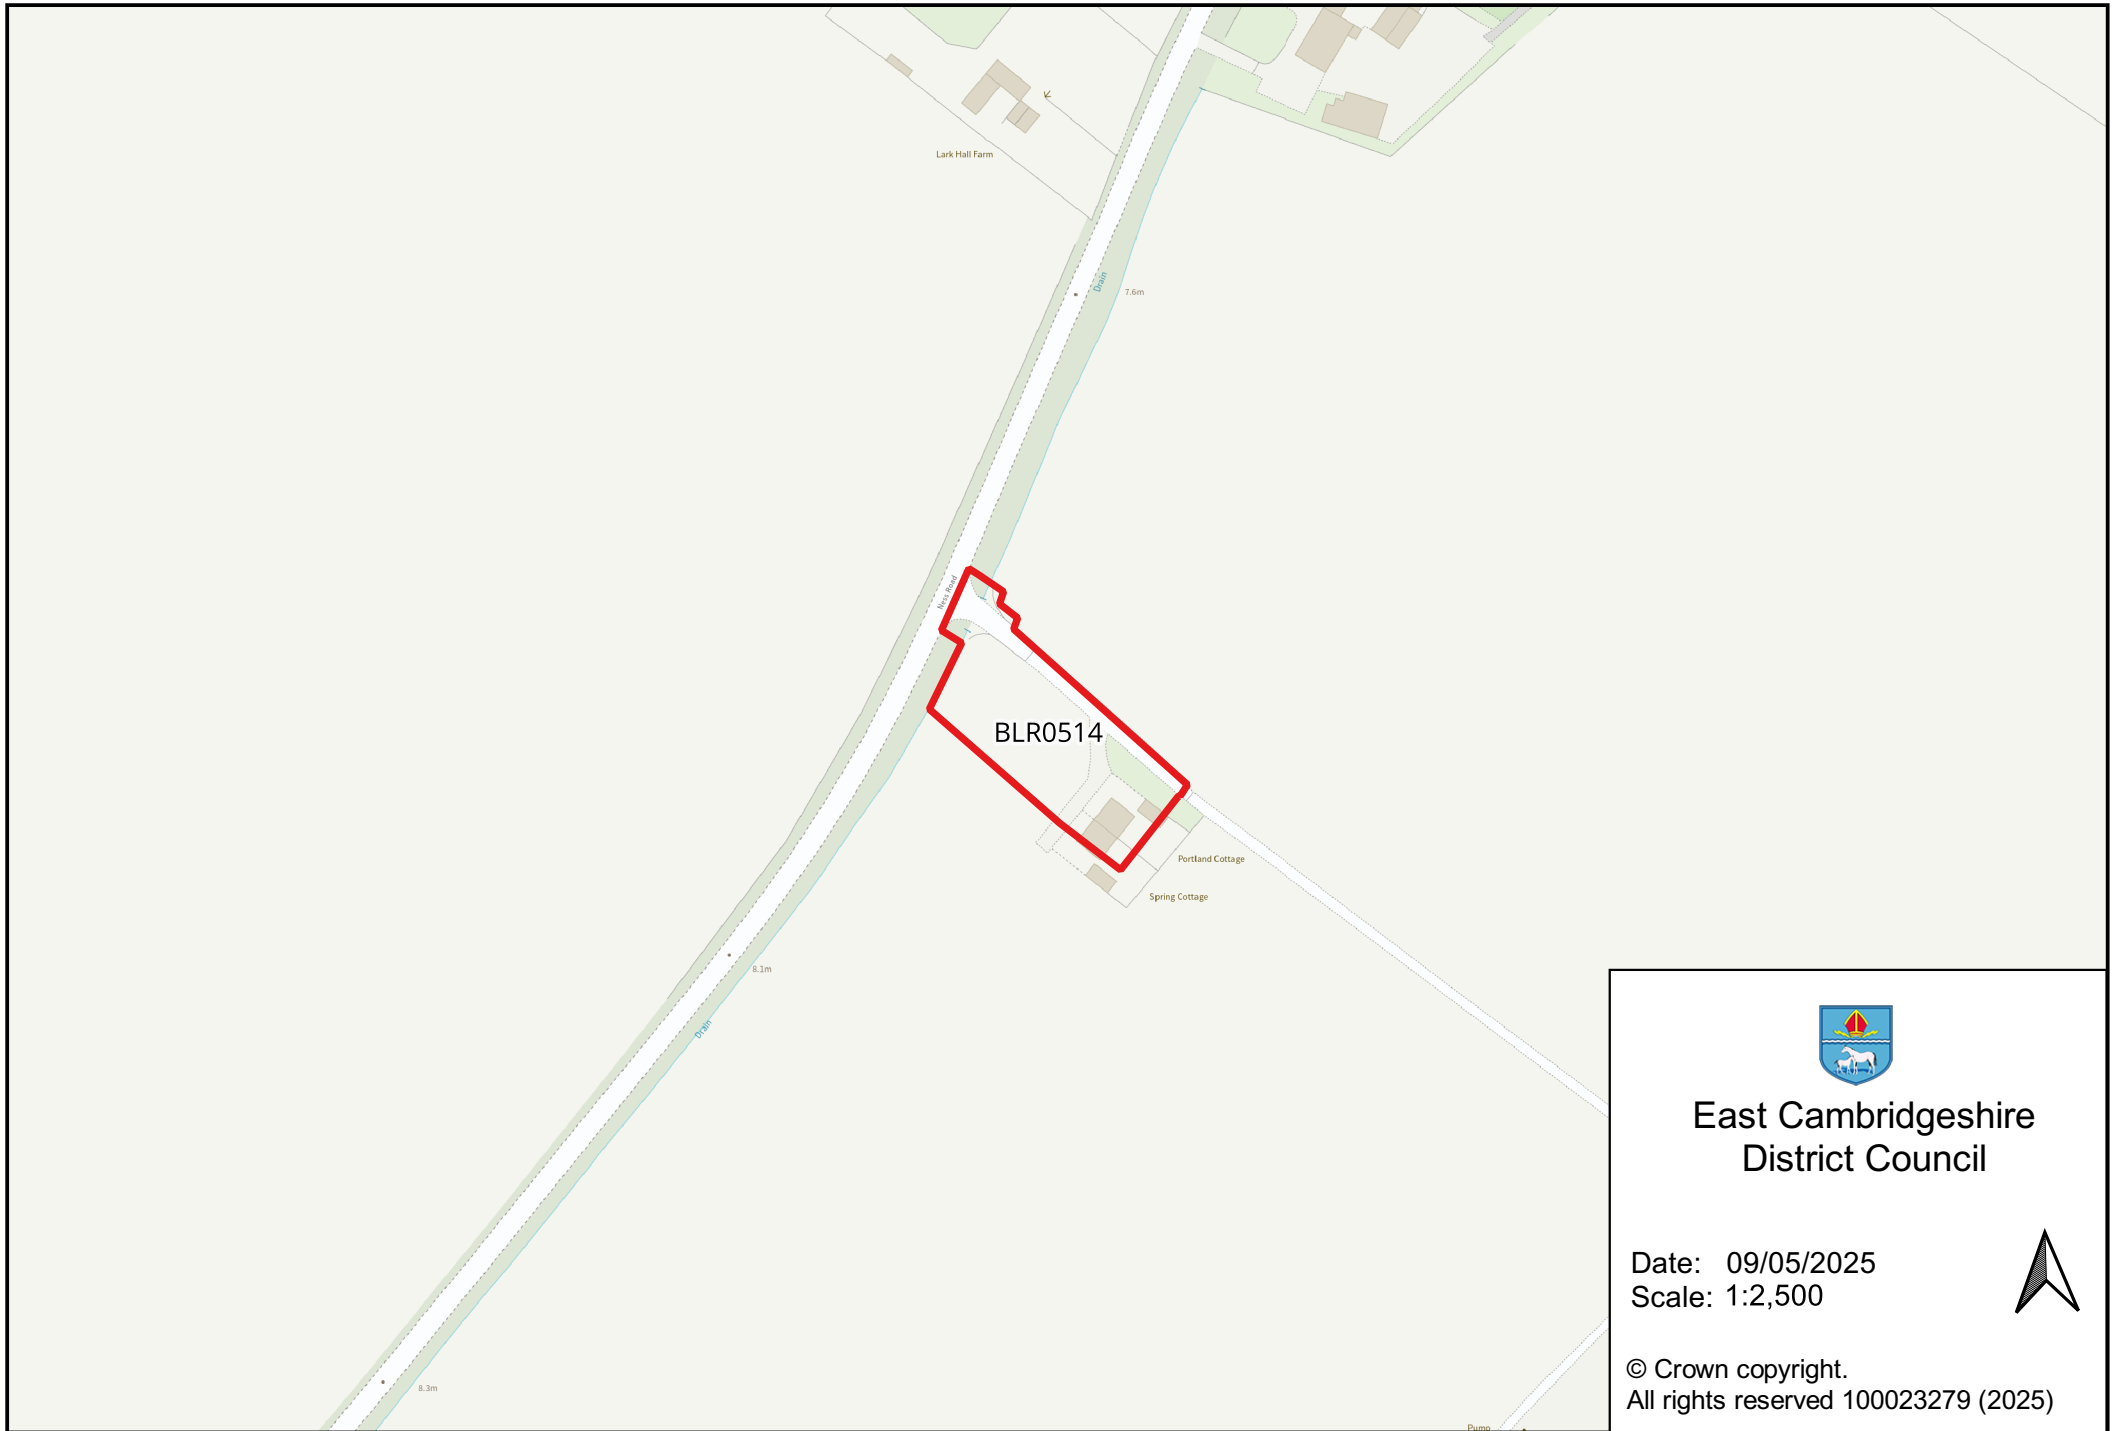 Lark Hall Farm
Drain
7.6m
Ness Road
BLR0514
Portland Cottage
Spring Cottage
8.1m
Drain
8.3m
Pump
East Cambridgeshire
District Council
Date: 09/05/2025
Scale: 1:2,500
© Crown copyright.
All rights reserved 100023279 (2025)